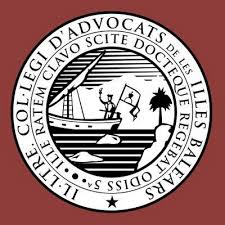 IL·LTRE. COL·LEGI D'ADVOCATS DE LES ILLES BALEARS
ILLE RATEM CLAVO SCITE DOCTEQUE REGEBAT ODISS